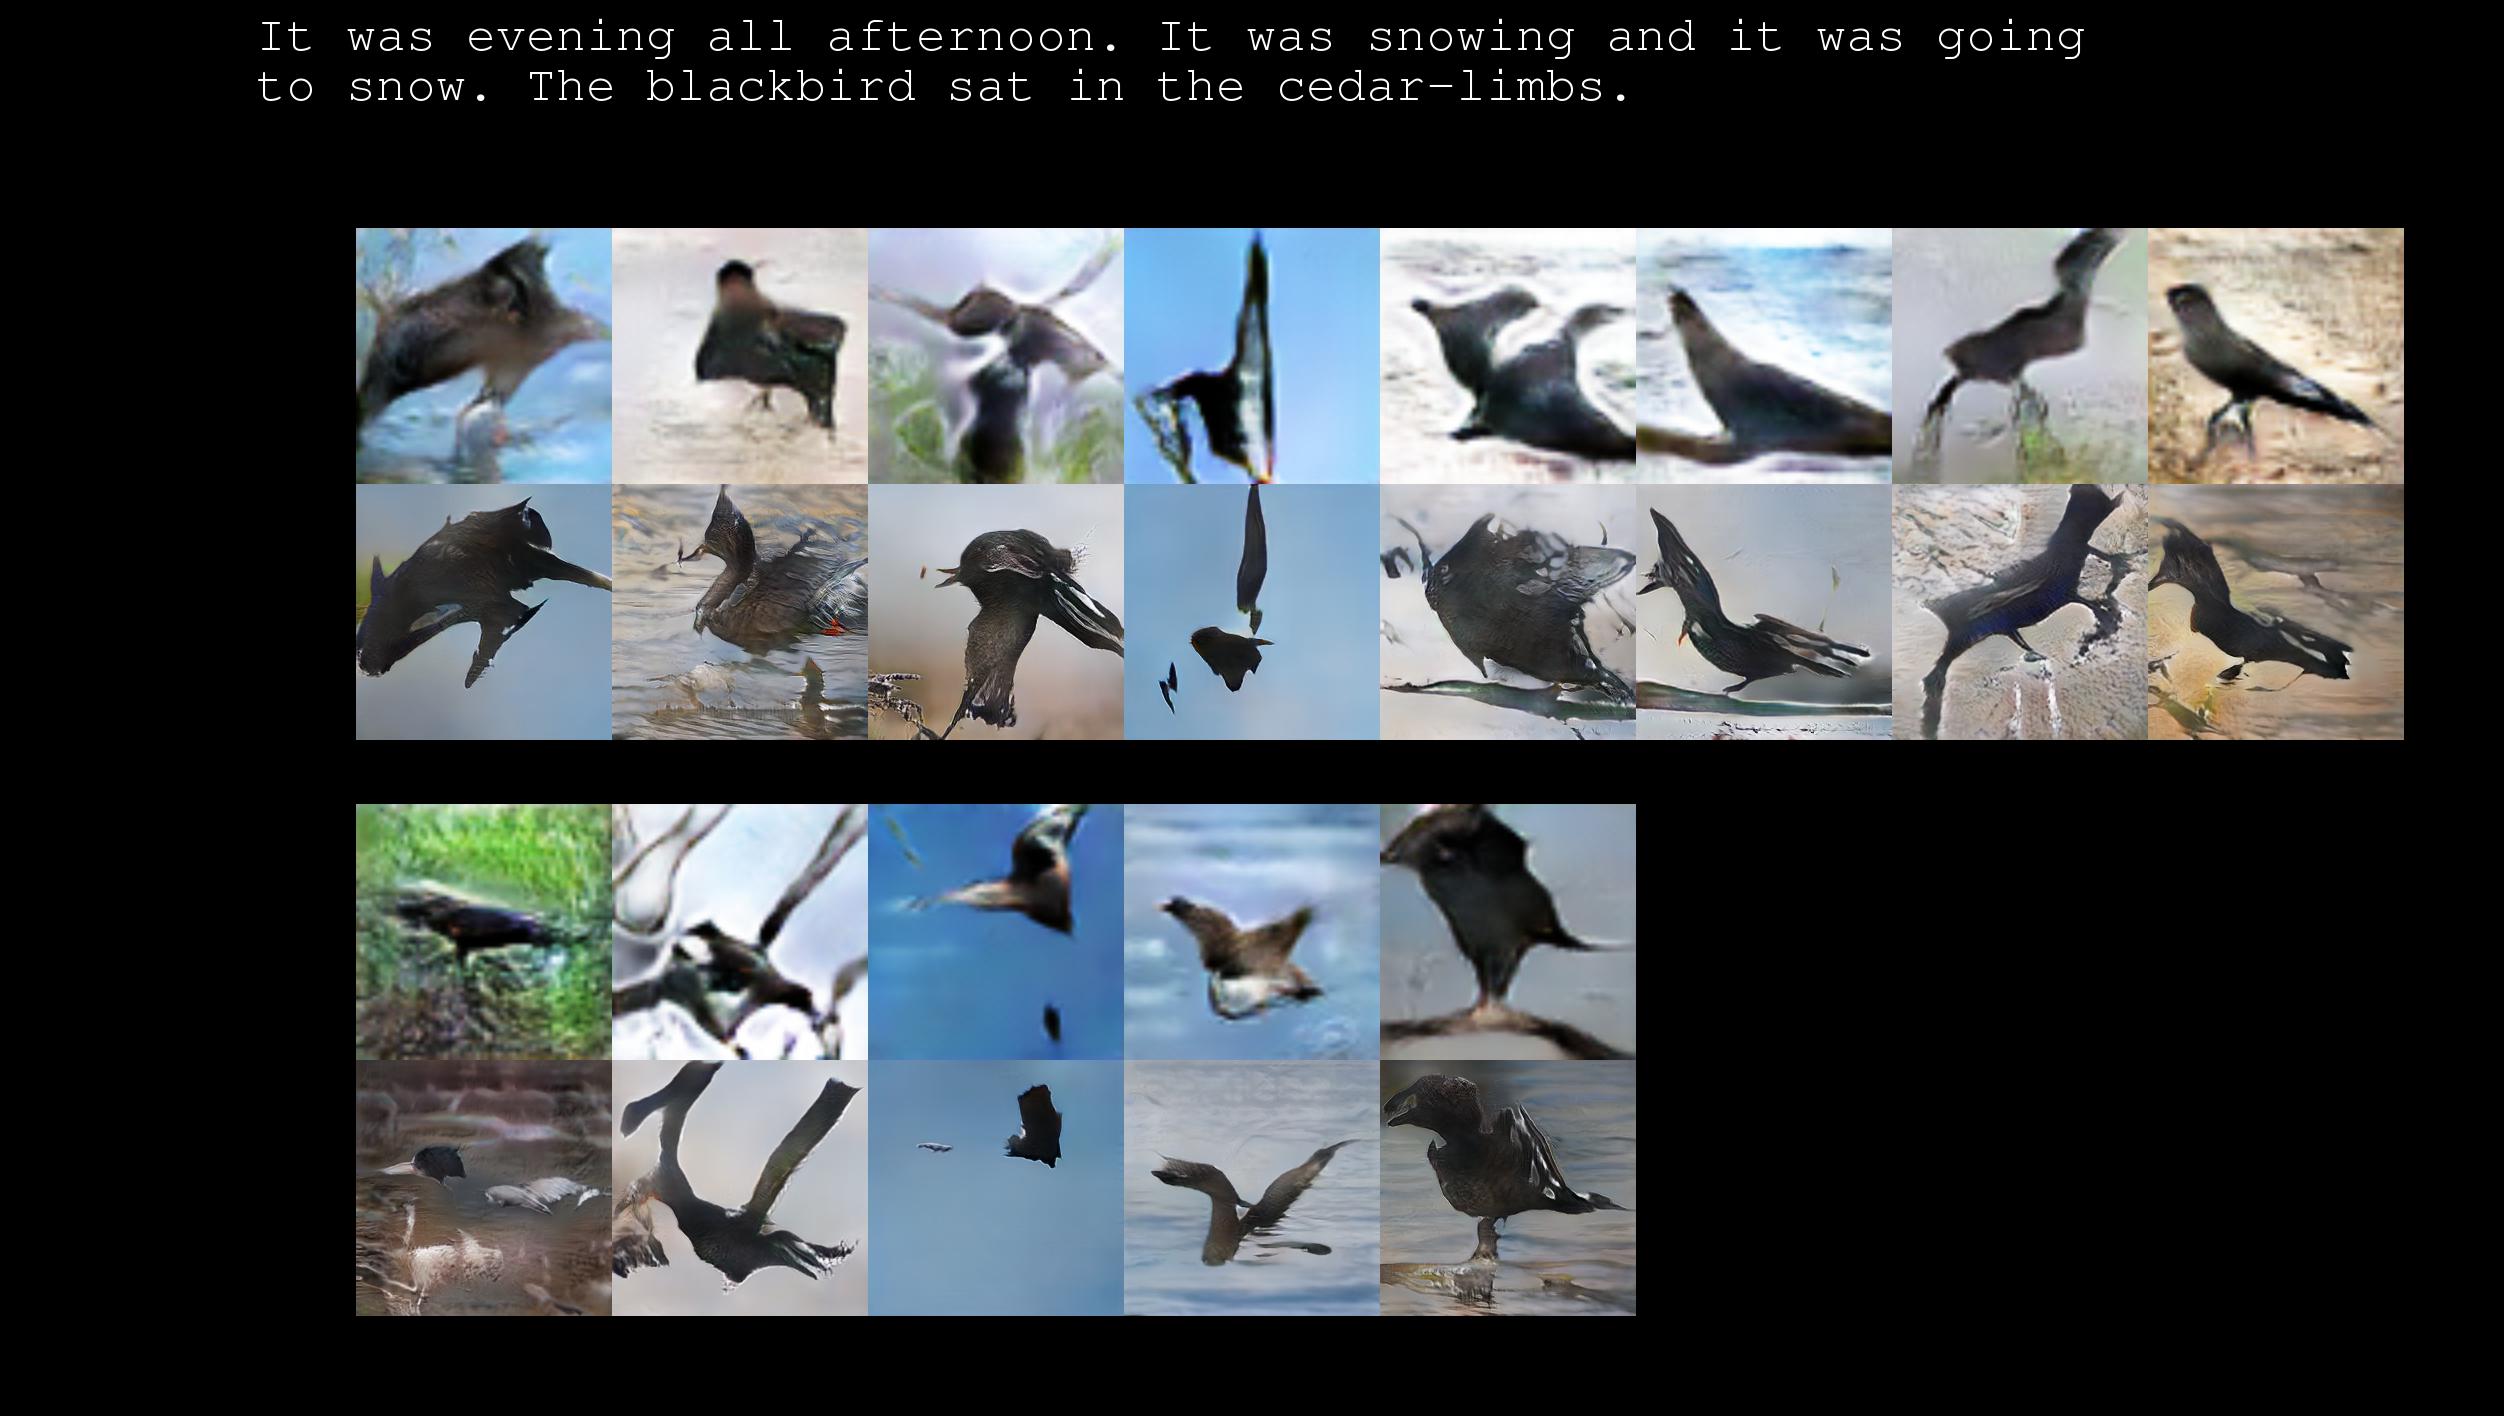 It was evening all afternoon. It was snowing and it was going
to snow. The blackbird sat in the cedar-limbs.